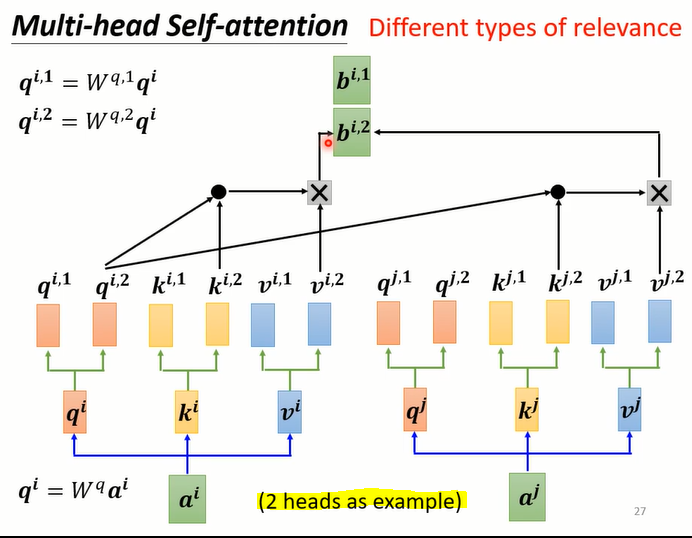 Multi-head Self-attention Different types of relevance
q^{i,1} = W^{q,1}q^i
q^{i,2} = W^{q,2}q^i
b^{i,1}
b^{i,2}
× ×
q^{i,1} q^{i,2} k^{i,1} k^{i,2} v^{i,1} v^{i,2} q^{j,1} q^{j,2} k^{j,1} k^{j,2} v^{j,1} v^{j,2}
q^i k^i v^i q^j k^j v^j
q^i = W^q a^i
a^i (2 heads as example) a^j
27